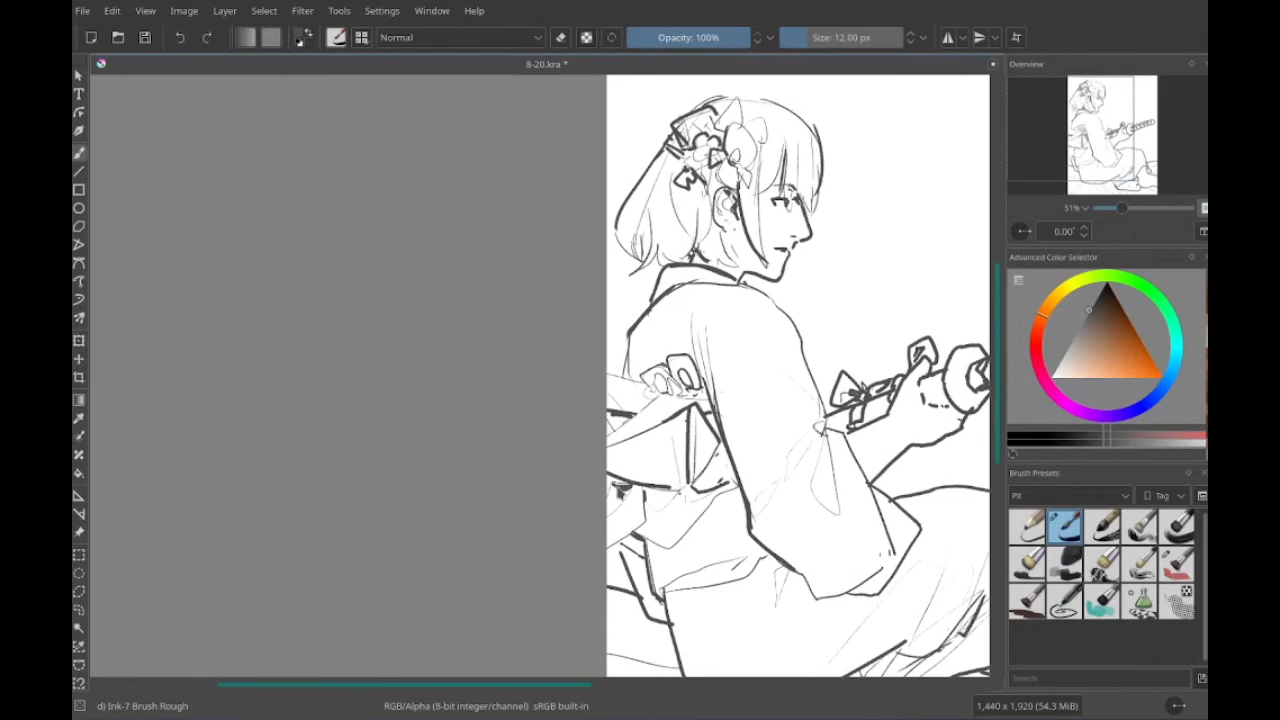 File Edit View Image Layer Select Filter Tools Settings Window Help
Normal Opacity: 100% Size: 12.00 px
8-20.kra *
Overview
51%
0.00°
Advanced Color Selector
Brush Presets
Pit Tag
Search
d) Ink-7 Brush Rough RGB/Alpha (8-bit integer/channel) sRGB built-in 1,440 x 1,920 (54.3 MiB)